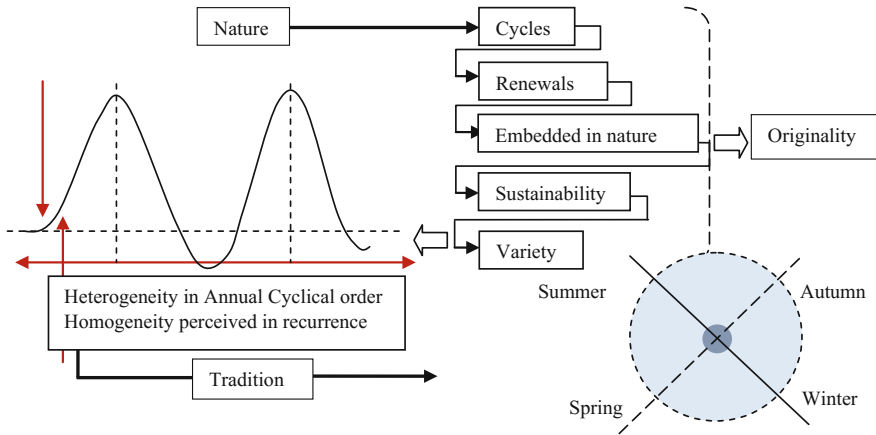 Nature
Cycles
Renewals
Embedded in nature
Originality
Sustainability
Variety
Heterogeneity in Annual Cyclical order
Homogeneity perceived in recurrence
Tradition
Summer
Autumn
Spring
Winter